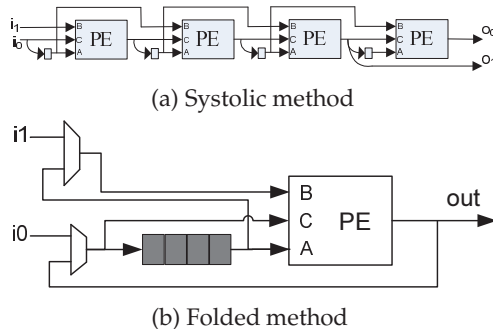 i1 B C A PE B C A PE B C A PE B C A PE o0
i0 o1
(a) Systolic method
i1
B
i0 C PE out
A
(b) Folded method